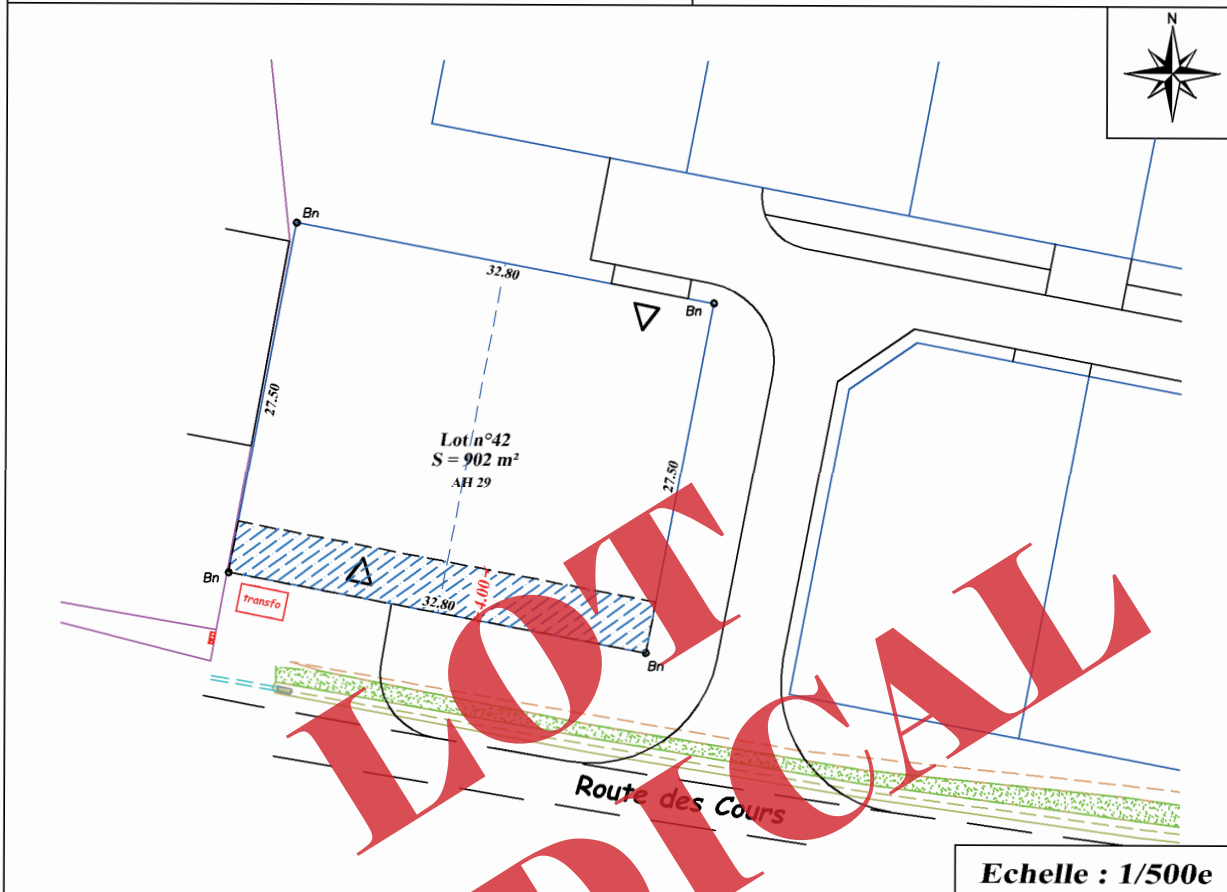 N
Bn
32.80
Bn
27.50
Lot n°42
S = 902 m²
AH 29
27.50
Bn
transfo
32.80
4.00
Bn
Route des Cours
LOT
DICAL
Echelle : 1/500e